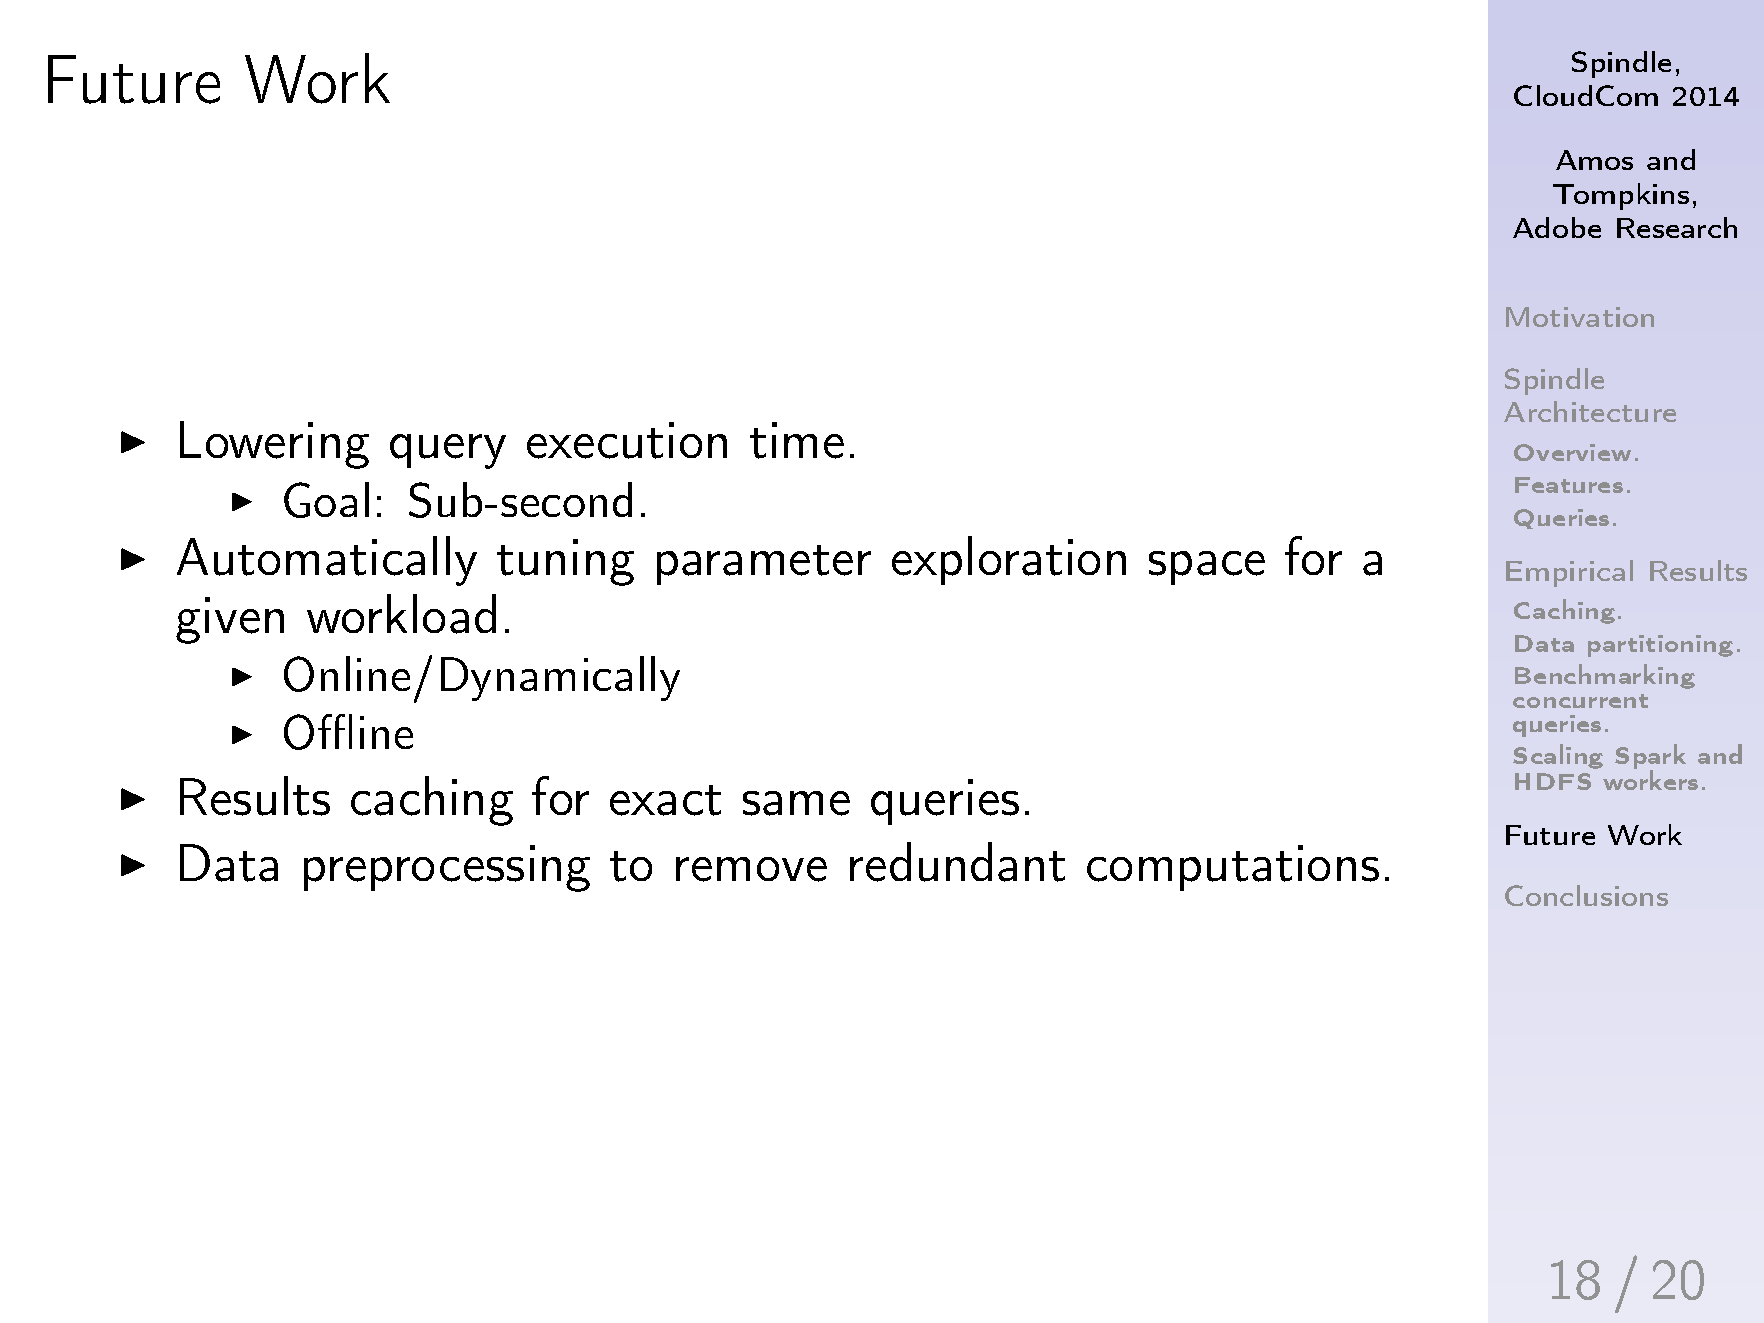 Future Work
▶ Lowering query execution time.
▶ Goal: Sub-second.
▶ Automatically tuning parameter exploration space for a
given workload.
▶ Online/Dynamically
▶ Offline
▶ Results caching for exact same queries.
▶ Data preprocessing to remove redundant computations.
Spindle,
CloudCom 2014
Amos and
Tompkins,
Adobe Research
Motivation
Spindle
Architecture
Overview.
Features.
Queries.
Empirical Results
Caching.
Data partitioning.
Benchmarking
concurrent
queries.
Scaling Spark and
HDFS workers.
Future Work
Conclusions
18 / 20